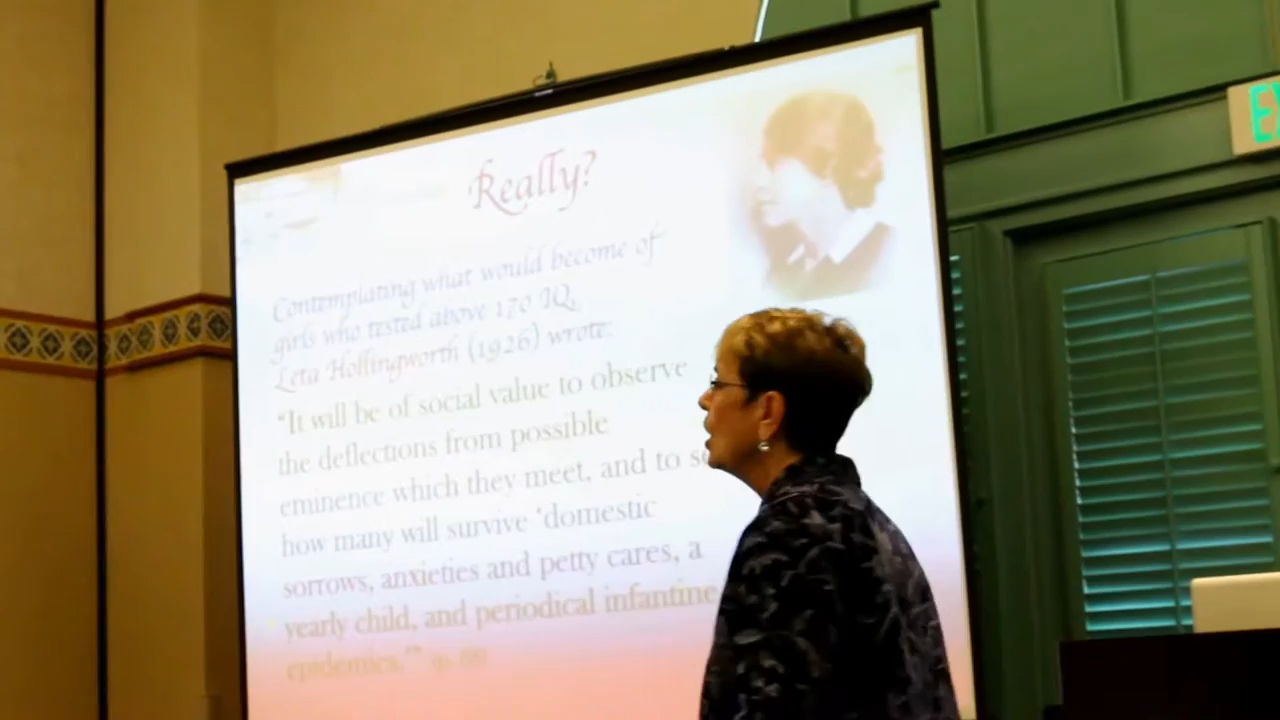 Really?
Contemplating what would become of
girls who tested above 170 IQ,
Leta Hollingworth (1926) wrote:
“It will be of social value to observe
the deflections from possible
eminence which they meet, and to se
how many will survive ‘domestic
sorrows, anxieties and petty cares, a
yearly child, and periodical infantine
epidemics.’”
E